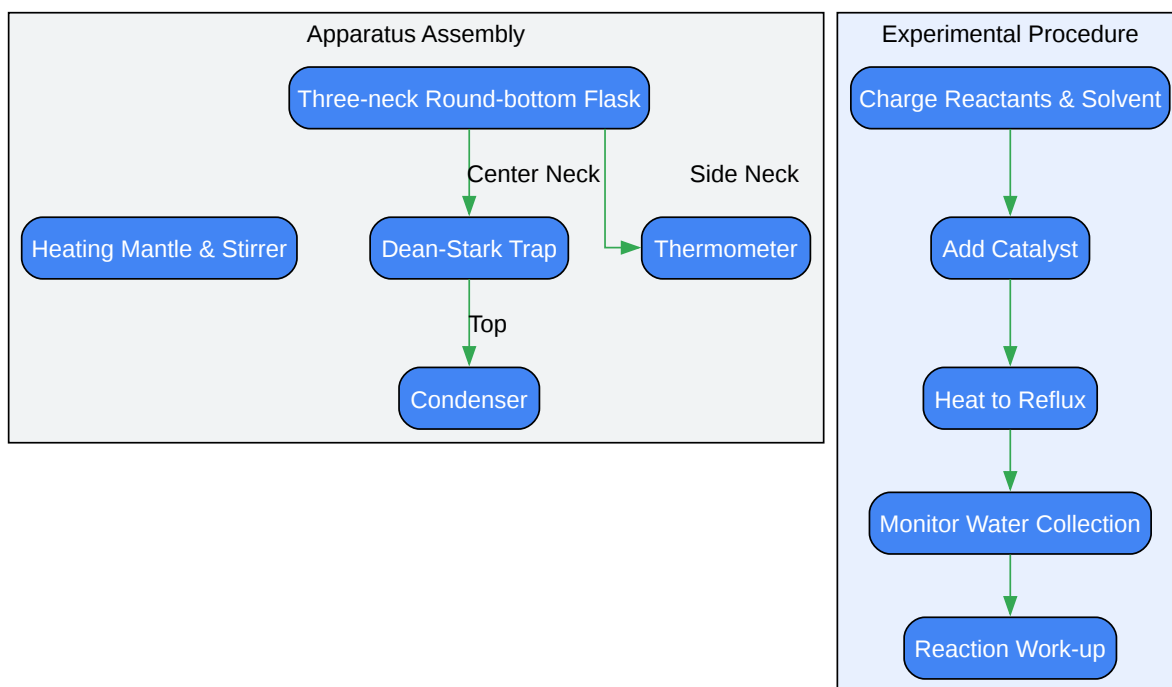 Apparatus Assembly
Three-neck Round-bottom Flask
Center Neck
Side Neck
Heating Mantle & Stirrer
Dean-Stark Trap
Thermometer
Top
Condenser
Experimental Procedure
Charge Reactants & Solvent
Add Catalyst
Heat to Reflux
Monitor Water Collection
Reaction Work-up